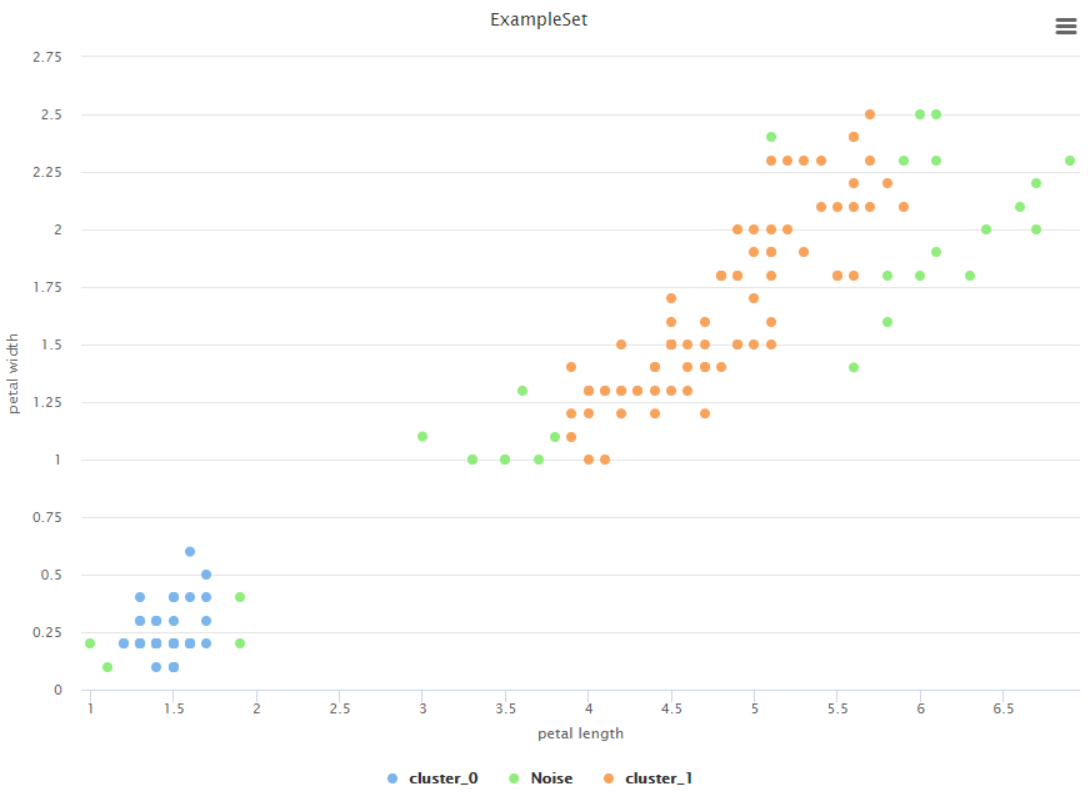 ExampleSet
2.75
2.5
2.25
2
1.75
1.5
1.25
1
0.75
0.5
0.25
0
petal width
1 1.5 2 2.5 3 3.5 4 4.5 5 5.5 6 6.5
petal length
cluster_0 Noise cluster_1